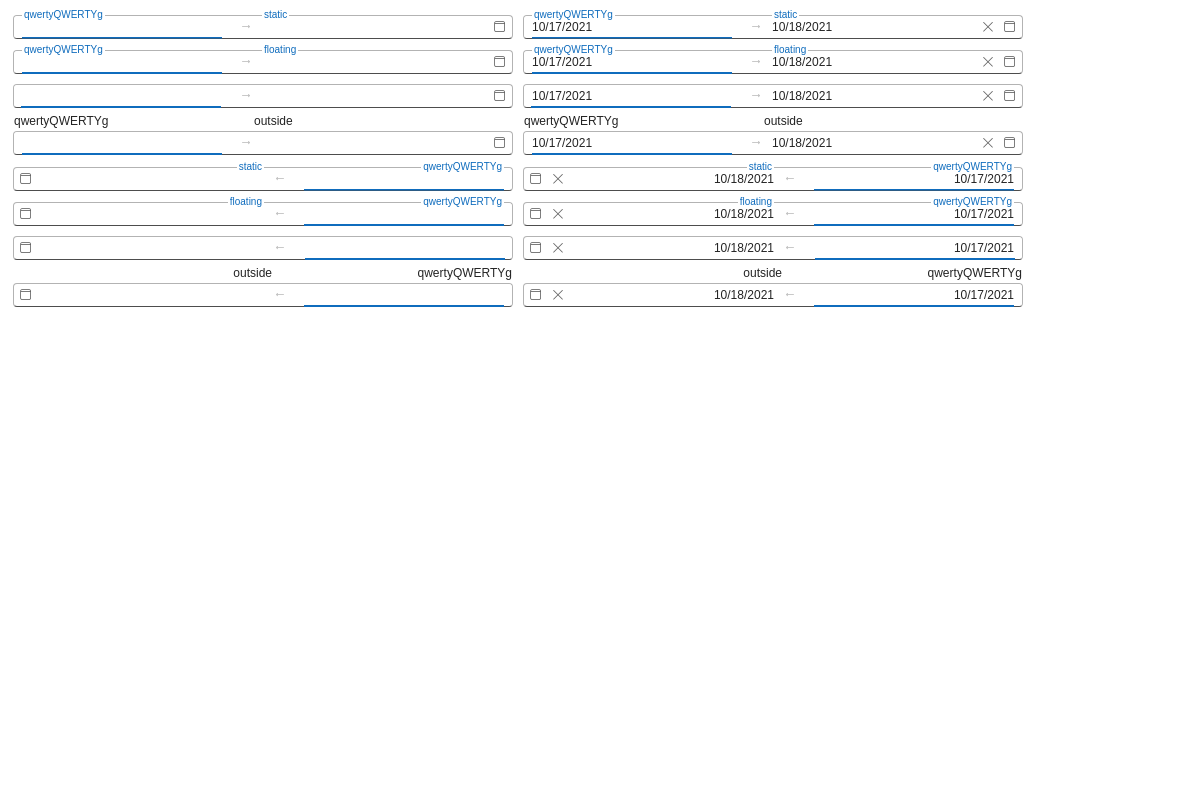 qwertyQWERTYg static qwertyQWERTYg static
→ 10/17/2021 → 10/18/2021
qwertyQWERTYg floating qwertyQWERTYg floating
→ 10/17/2021 → 10/18/2021
→ 10/17/2021 → 10/18/2021
qwertyQWERTYg outside qwertyQWERTYg outside
→ 10/17/2021 → 10/18/2021
static qwertyQWERTYg static qwertyQWERTYg
← 10/18/2021 ← 10/17/2021
floating qwertyQWERTYg floating qwertyQWERTYg
← 10/18/2021 ← 10/17/2021
← 10/18/2021 ← 10/17/2021
outside qwertyQWERTYg outside qwertyQWERTYg
← 10/18/2021 ← 10/17/2021